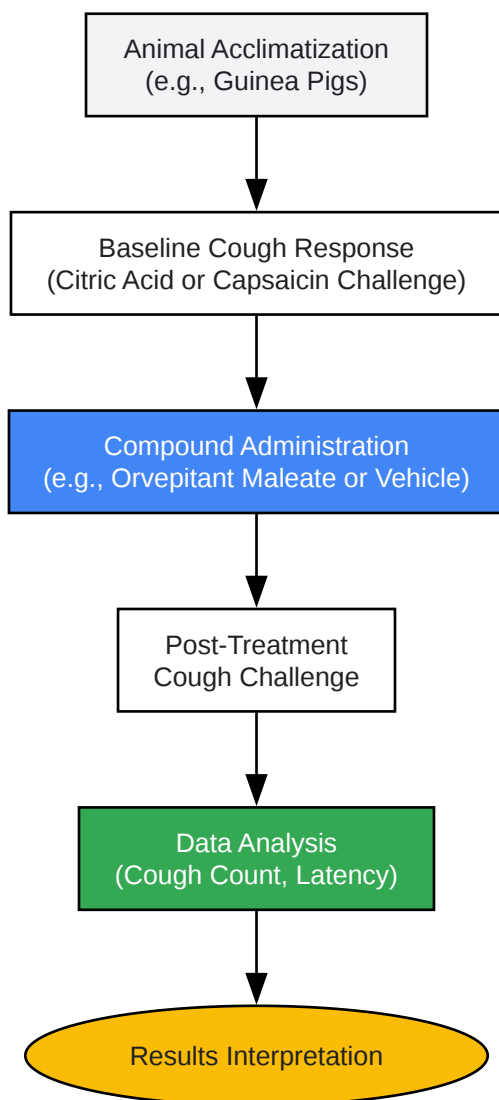 Animal Acclimatization
(e.g., Guinea Pigs)
Baseline Cough Response
(Citric Acid or Capsaicin Challenge)
Compound Administration
(e.g., Orvepitant Maleate or Vehicle)
Post-Treatment
Cough Challenge
Data Analysis
(Cough Count, Latency)
Results Interpretation